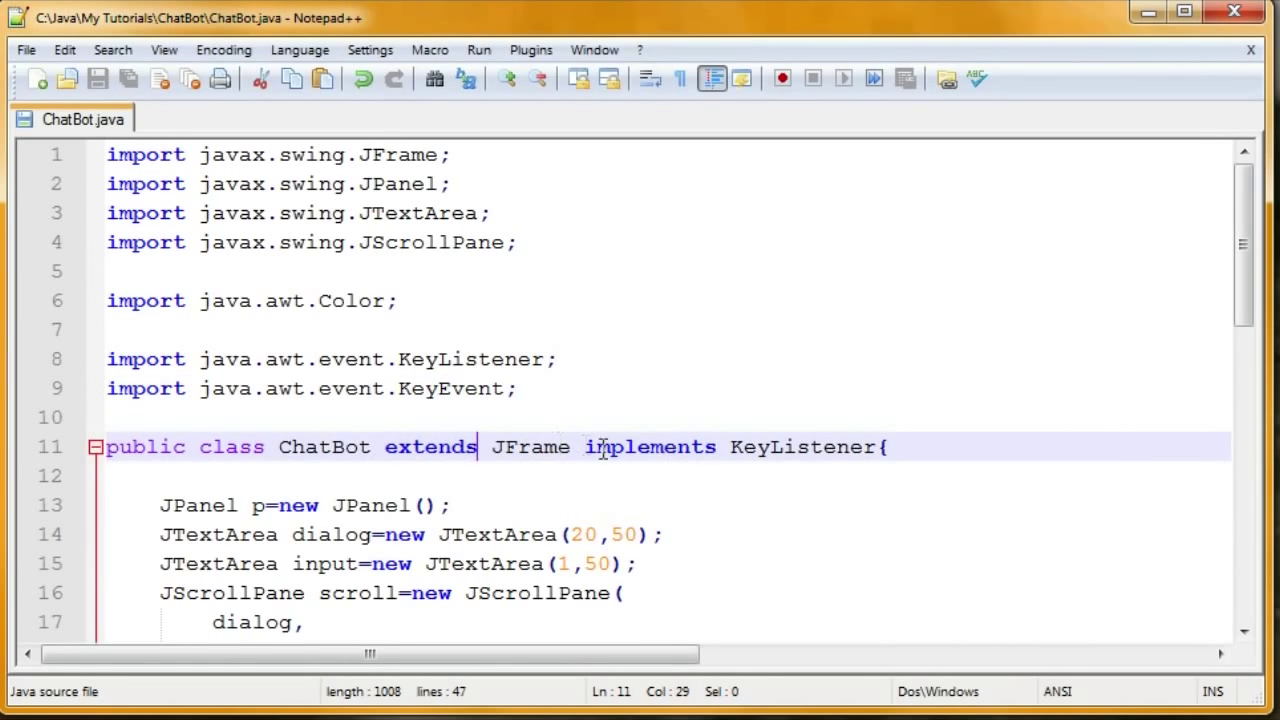 C:\Java\My Tutorials\ChatBot\ChatBot.java - Notepad++
File Edit Search View Encoding Language Settings Macro Run Plugins Window ? X
ABC
ChatBot.java
1 import javax.swing.JFrame;
2 import javax.swing.JPanel;
3 import javax.swing.JTextArea;
4 import javax.swing.JScrollPane;
5
6 import java.awt.Color;
7
8 import java.awt.event.KeyListener;
9 import java.awt.event.KeyEvent;
10
11 public class ChatBot extends JFrame implements KeyListener{
12
13 JPanel p=new JPanel();
14 JTextArea dialog=new JTextArea(20,50);
15 JTextArea input=new JTextArea(1,50);
16 JScrollPane scroll=new JScrollPane(
17 dialog,
Java source file length : 1008 lines : 47 Ln : 11 Col : 29 Sel : 0 Dos\Windows ANSI INS